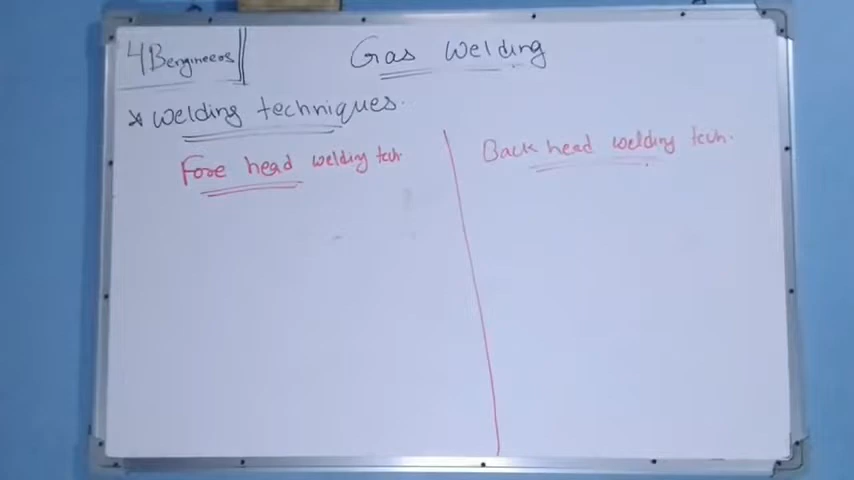 4Bengineers
Gas welding
* welding techniques.
Fore head welding tech.
Back head welding tech.